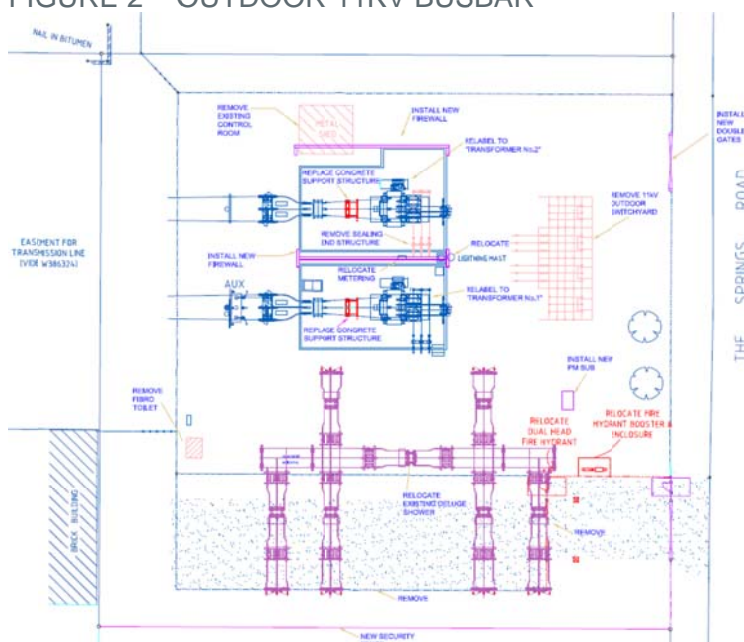 FIGURE 2 – OUTDOOR 11KV BUSBAR
NAIL IN BITUMEN
REMOVE
EXISTING
CONTROL
ROOM
METAL
SHED
INSTALL NEW
FIREWALL
INSTALL
NEW
DOUBLE
GATES
RELABEL TO
"TRANSFORMER No.2"
REPLACE CONCRETE
SUPPORT STRUCTURE
REMOVE 11kV
OUTDOOR
SWITCHYARD
THE SPRINGS ROAD
EASEMENT FOR
TRANSMISSION LINE
(VIDE W386324)
REMOVE SEALING
END STRUCTURE
RELOCATE
LIGHTNING MAST
INSTALL NEW
FIREWALL
RELOCATE
METERING
AUX
RELABEL TO
"TRANSFORMER No.1"
REPLACE CONCRETE
SUPPORT STRUCTURE
INSTALL NEW
PM SUB
REMOVE
FIBRO
TOILET
RELOCATE
DUAL HEAD
FIRE HYDRANT
RELOCATE FIRE
HYDRANT BOOSTER &
ENCLOSURE
BRICK BUILDING
RELOCATE
EXISTING DELUGE
SHOWER
REMOVE
REMOVE
NEW SECURITY